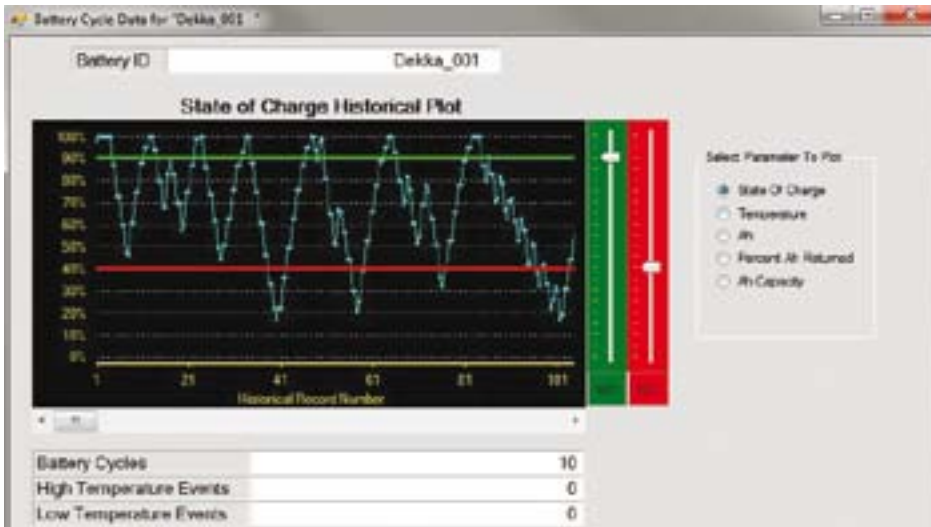 Battery Cycle Data for "Dekka_001 "
Battery ID
Dekka_001
State of Charge Historical Plot
100%
90%
80%
70%
60%
50%
40%
30%
20%
10%
0%
1
21
41
61
81
101
Historical Record Number
Select Parameter To Plot
State Of Charge
Temperature
Ah
Percent Ah Returned
Ah Capacity
Battery Cycles
10
High Temperature Events
0
Low Temperature Events
0